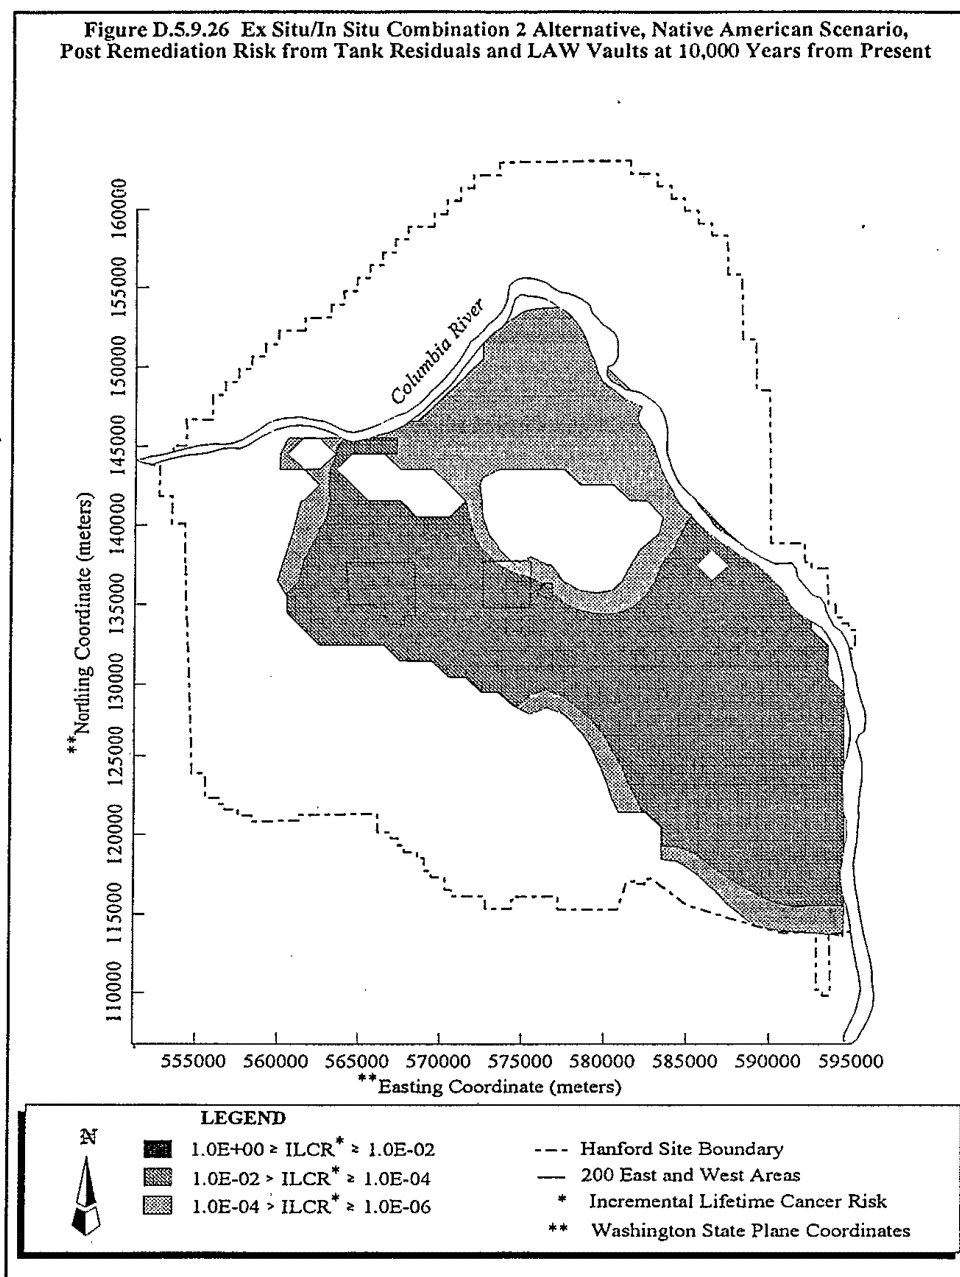 Figure D.5.9.26 Ex Situ/In Situ Combination 2 Alternative, Native American Scenario,
Post Remediation Risk from Tank Residuals and LAW Vaults at 10,000 Years from Present
160000
155000
150000
145000
140000
135000
130000
125000
120000
115000
110000
**Northing Coordinate (meters)
Columbia River
555000 560000 565000 570000 575000 580000 585000 590000 595000
**Easting Coordinate (meters)
LEGEND
N
1.0E+00 ≥ ILCR* ≥ 1.0E-02
1.0E-02 > ILCR* ≥ 1.0E-04
1.0E-04 > ILCR* ≥ 1.0E-06
Hanford Site Boundary
200 East and West Areas
* Incremental Lifetime Cancer Risk
** Washington State Plane Coordinates